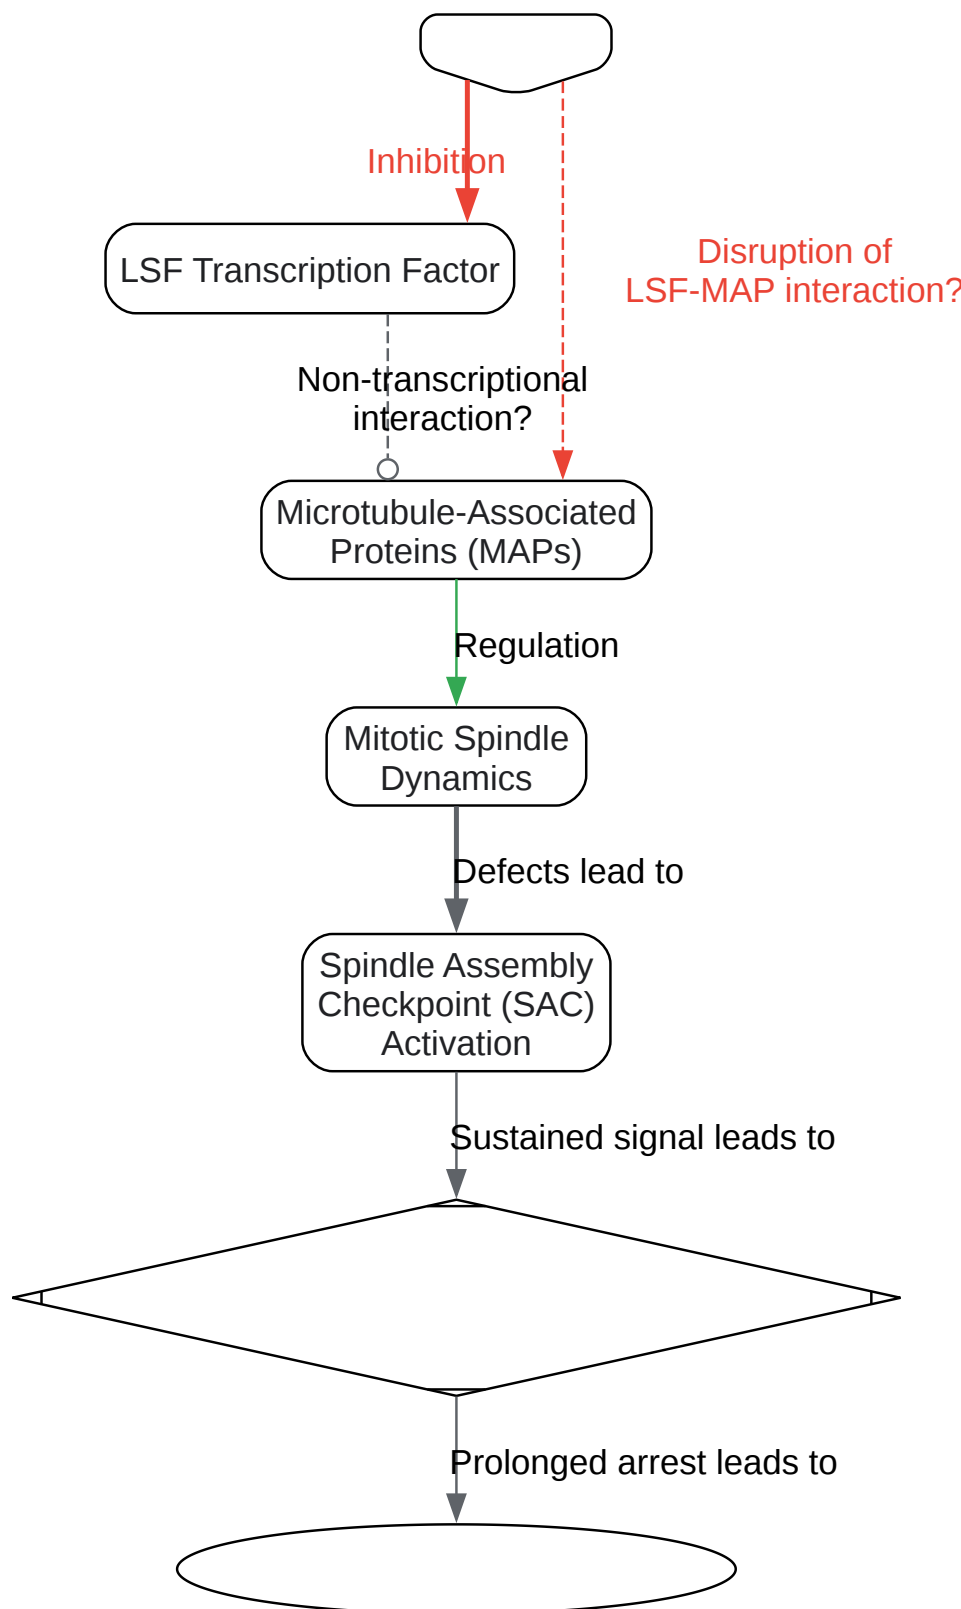 Inhibition
LSF Transcription Factor
Disruption of
LSF-MAP interaction?
Non-transcriptional
interaction?
Microtubule-Associated
Proteins (MAPs)
Regulation
Mitotic Spindle
Dynamics
Defects lead to
Spindle Assembly
Checkpoint (SAC)
Activation
Sustained signal leads to
Prolonged arrest leads to